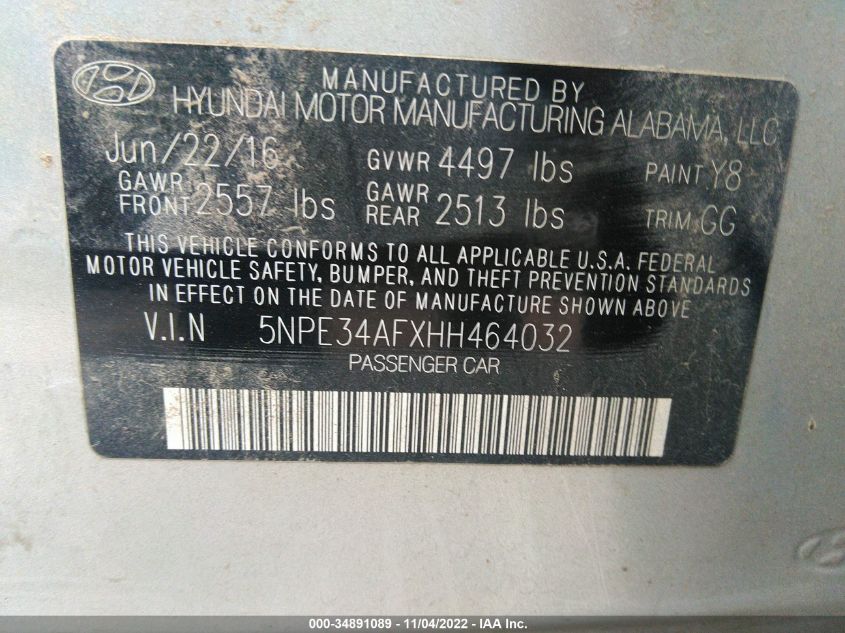 MANUFACTURED BY
HYUNDAI MOTOR MANUFACTURING ALABAMA, LLC
Jun/22/16 GVWR 4497 lbs PAINT Y8
GAWR FRONT 2557 lbs GAWR REAR 2513 lbs TRIM GG
THIS VEHICLE CONFORMS TO ALL APPLICABLE U.S.A. FEDERAL
MOTOR VEHICLE SAFETY, BUMPER, AND THEFT PREVENTION STANDARDS
IN EFFECT ON THE DATE OF MANUFACTURE SHOWN ABOVE
V.I.N 5NPE34AFXHH464032
PASSENGER CAR
000-34891089 - 11/04/2022 - IAA Inc.